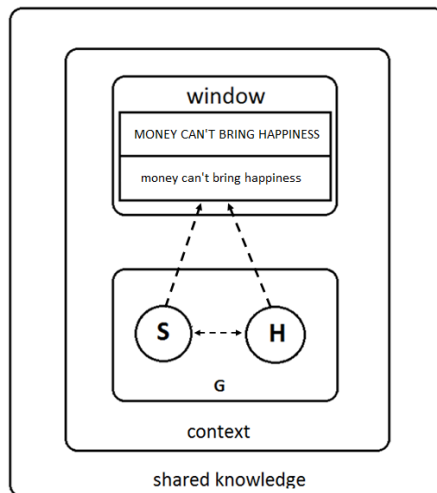 window
MONEY CAN'T BRING HAPPINESS
money can't bring happiness
S
H
G
context
shared knowledge